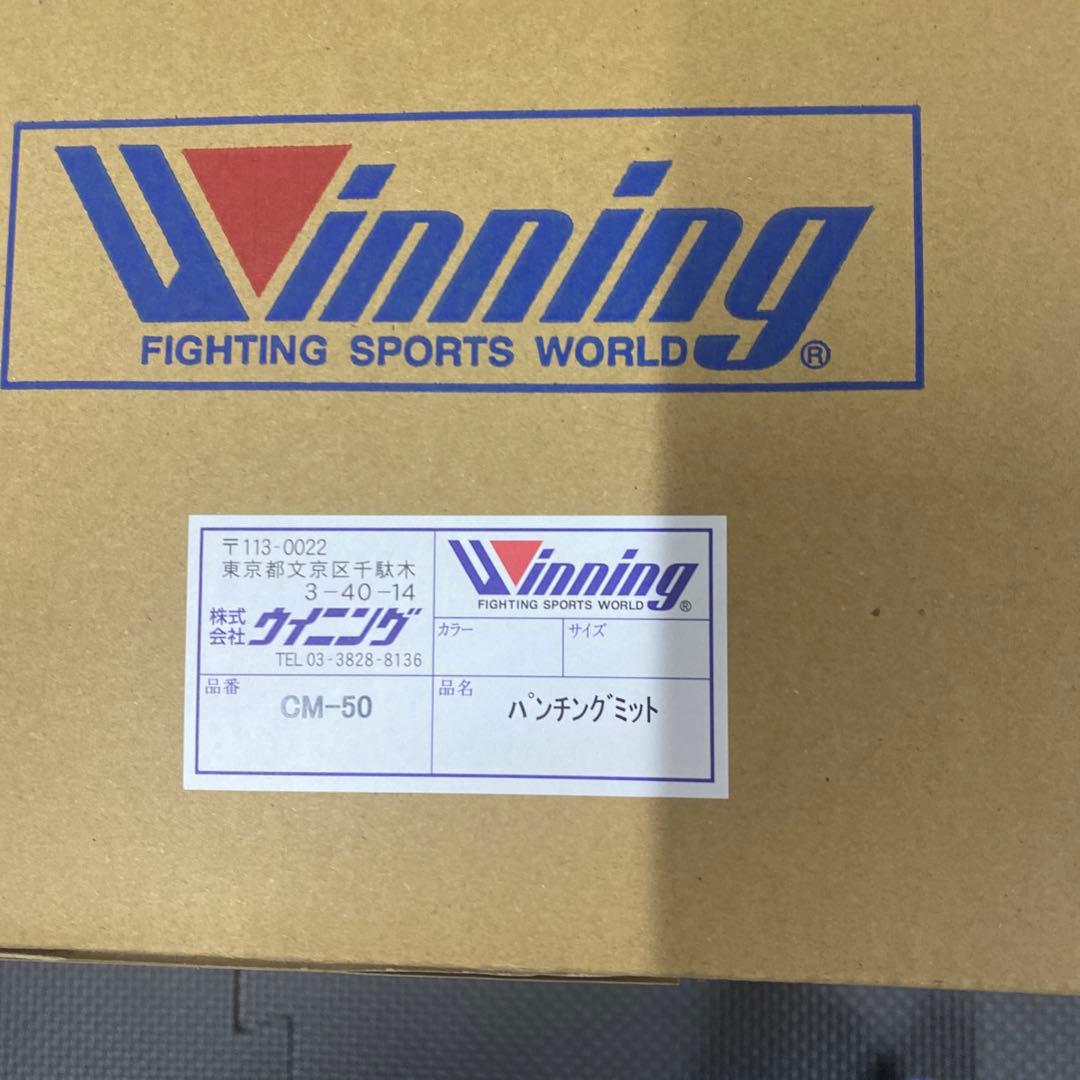 Winning
FIGHTING SPORTS WORLD ®
〒113-0022
東京都文京区千駄木
3-40-14
株式会社 ウイニング
TEL 03-3828-8136
Winning
FIGHTING SPORTS WORLD ®
カラー
サイズ
品番
CM-50
品名
パンチングミット